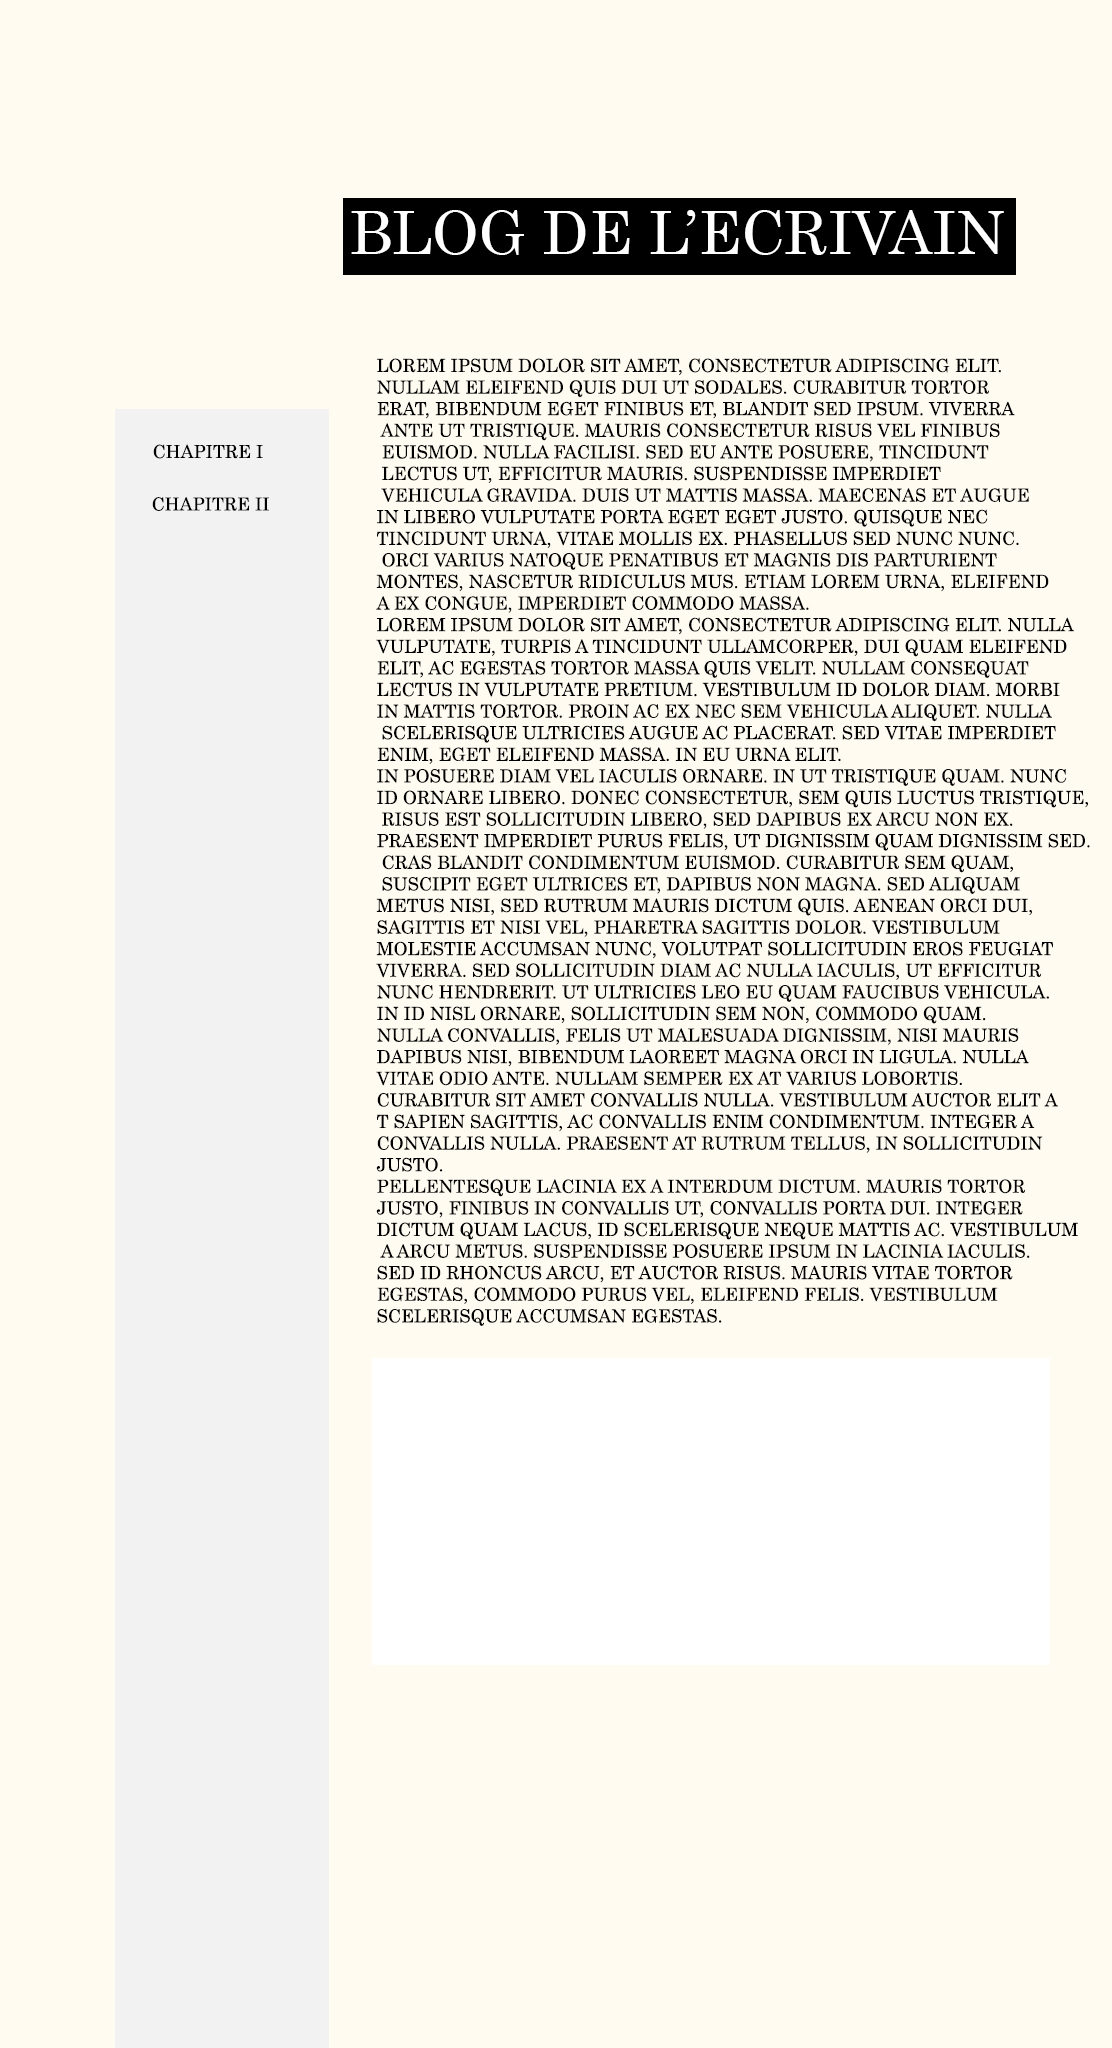 BLOG DE L'ECRIVAIN
CHAPITRE I
CHAPITRE II
LOREM IPSUM DOLOR SIT AMET, CONSECTETUR ADIPISCING ELIT.
NULLAM ELEIFEND QUIS DUI UT SODALES. CURABITUR TORTOR
ERAT, BIBENDUM EGET FINIBUS ET, BLANDIT SED IPSUM. VIVERRA
ANTE UT TRISTIQUE. MAURIS CONSECTETUR RISUS VEL FINIBUS
EUISMOD. NULLA FACILISI. SED EU ANTE POSUERE, TINCIDUNT
LECTUS UT, EFFICITUR MAURIS. SUSPENDISSE IMPERDIET
VEHICULA GRAVIDA. DUIS UT MATTIS MASSA. MAECENAS ET AUGUE
IN LIBERO VULPUTATE PORTA EGET EGET JUSTO. QUISQUE NEC
TINCIDUNT URNA, VITAE MOLLIS EX. PHASELLUS SED NUNC NUNC.
ORCI VARIUS NATOQUE PENATIBUS ET MAGNIS DIS PARTURIENT
MONTES, NASCETUR RIDICULUS MUS. ETIAM LOREM URNA, ELEIFEND
A EX CONGUE, IMPERDIET COMMODO MASSA.
LOREM IPSUM DOLOR SIT AMET, CONSECTETUR ADIPISCING ELIT. NULLA
VULPUTATE, TURPIS A TINCIDUNT ULLAMCORPER, DUI QUAM ELEIFEND
ELIT, AC EGESTAS TORTOR MASSA QUIS VELIT. NULLAM CONSEQUAT
LECTUS IN VULPUTATE PRETIUM. VESTIBULUM ID DOLOR DIAM. MORBI
IN MATTIS TORTOR. PROIN AC EX NEC SEM VEHICULA ALIQUET. NULLA
SCELERISQUE ULTRICIES AUGUE AC PLACERAT. SED VITAE IMPERDIET
ENIM, EGET ELEIFEND MASSA. IN EU URNA ELIT.
IN POSUERE DIAM VEL IACULIS ORNARE. IN UT TRISTIQUE QUAM. NUNC
ID ORNARE LIBERO. DONEC CONSECTETUR, SEM QUIS LUCTUS TRISTIQUE,
RISUS EST SOLLICITUDIN LIBERO, SED DAPIBUS EX ARCU NON EX.
PRAESENT IMPERDIET PURUS FELIS, UT DIGNISSIM QUAM DIGNISSIM SED.
CRAS BLANDIT CONDIMENTUM EUISMOD. CURABITUR SEM QUAM,
SUSCIPIT EGET ULTRICES ET, DAPIBUS NON MAGNA. SED ALIQUAM
METUS NISI, SED RUTRUM MAURIS DICTUM QUIS. AENEAN ORCI DUI,
SAGITTIS ET NISI VEL, PHARETRA SAGITTIS DOLOR. VESTIBULUM
MOLESTIE ACCUMSAN NUNC, VOLUTPAT SOLLICITUDIN EROS FEUGIAT
VIVERRA. SED SOLLICITUDIN DIAM AC NULLA IACULIS, UT EFFICITUR
NUNC HENDRERIT. UT ULTRICIES LEO EU QUAM FAUCIBUS VEHICULA.
IN ID NISL ORNARE, SOLLICITUDIN SEM NON, COMMODO QUAM.
NULLA CONVALLIS, FELIS UT MALESUADA DIGNISSIM, NISI MAURIS
DAPIBUS NISI, BIBENDUM LAOREET MAGNA ORCI IN LIGULA. NULLA
VITAE ODIO ANTE. NULLAM SEMPER EX AT VARIUS LOBORTIS.
CURABITUR SIT AMET CONVALLIS NULLA. VESTIBULUM AUCTOR ELIT A
T SAPIEN SAGITTIS, AC CONVALLIS ENIM CONDIMENTUM. INTEGER A
CONVALLIS NULLA. PRAESENT AT RUTRUM TELLUS, IN SOLLICITUDIN
JUSTO.
PELLENTESQUE LACINIA EX A INTERDUM DICTUM. MAURIS TORTOR
JUSTO, FINIBUS IN CONVALLIS UT, CONVALLIS PORTA DUI. INTEGER
DICTUM QUAM LACUS, ID SCELERISQUE NEQUE MATTIS AC. VESTIBULUM
A ARCU METUS. SUSPENDISSE POSUERE IPSUM IN LACINIA IACULIS.
SED ID RHONCUS ARCU, ET AUCTOR RISUS. MAURIS VITAE TORTOR
EGESTAS, COMMODO PURUS VEL, ELEIFEND FELIS. VESTIBULUM
SCELERISQUE ACCUMSAN EGESTAS.